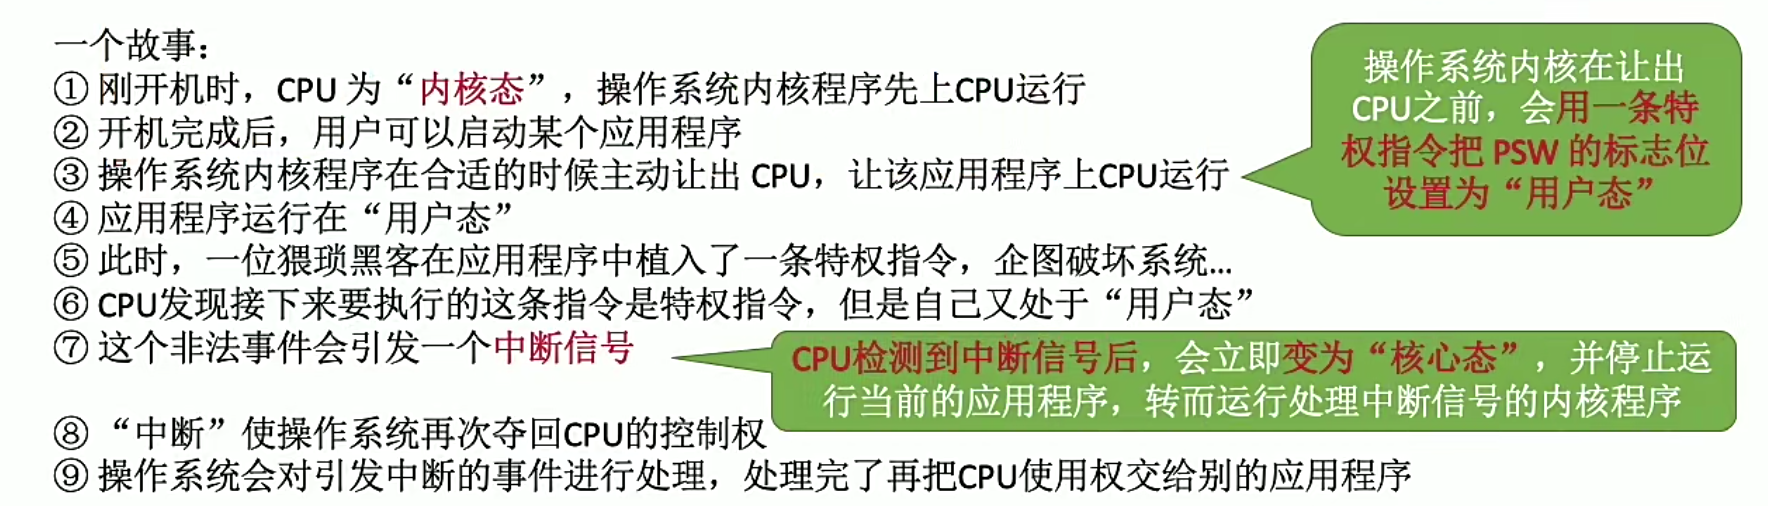 一个故事：
① 刚开机时，CPU 为“内核态”，操作系统内核程序先上CPU运行
② 开机完成后，用户可以启动某个应用程序
③ 操作系统内核程序在合适的时候主动让出 CPU，让该应用程序上CPU运行
④ 应用程序运行在“用户态”
⑤ 此时，一位猥琐黑客在应用程序中植入了一条特权指令，企图破坏系统...
⑥ CPU发现接下来要执行的这条指令是特权指令，但是自己又处于“用户态”
⑦ 这个非法事件会引发一个中断信号
⑧ “中断”使操作系统再次夺回CPU的控制权
⑨ 操作系统会对引发中断的事件进行处理，处理完了再把CPU使用权交给别的应用程序
操作系统内核在让出
CPU之前，会用一条特
权指令把 PSW 的标志位
设置为“用户态”
CPU检测到中断信号后，会立即变为“核心态”，并停止运
行当前的应用程序，转而运行处理中断信号的内核程序